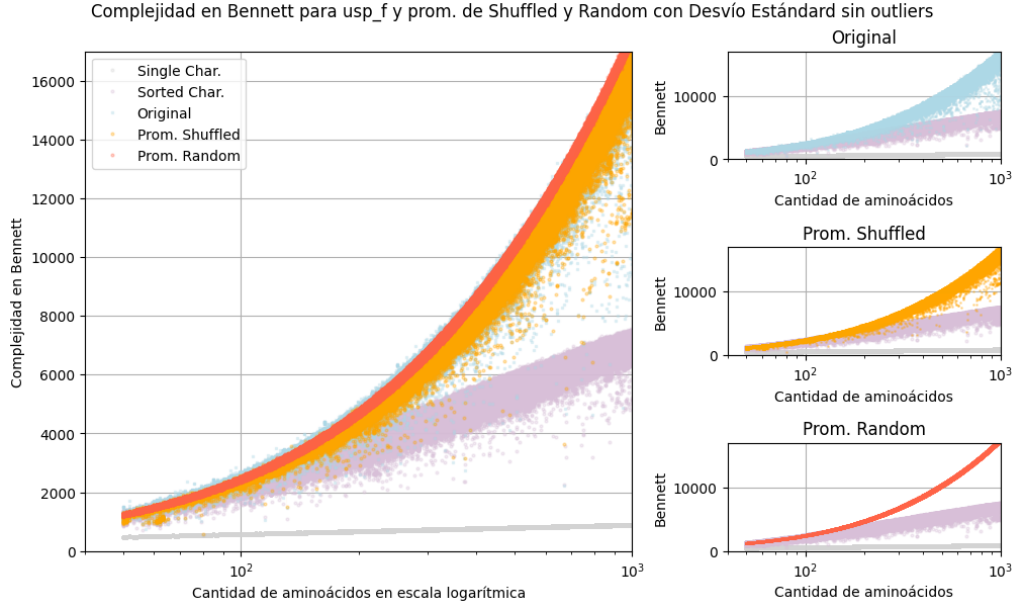 Complejidad en Bennett para usp_f y prom. de Shuffled y Random con Desvío Estándard sin outliers
Complejidad en Bennett
16000
14000
12000
10000
8000
6000
4000
2000
0
Single Char.
Sorted Char.
Original
Prom. Shuffled
Prom. Random
10²
10³
Cantidad de aminoácidos en escala logarítmica
Original
Bennett
10000
0
10²
10³
Cantidad de aminoácidos
Prom. Shuffled
Bennett
10000
0
10²
10³
Cantidad de aminoácidos
Prom. Random
Bennett
10000
0
10²
10³
Cantidad de aminoácidos